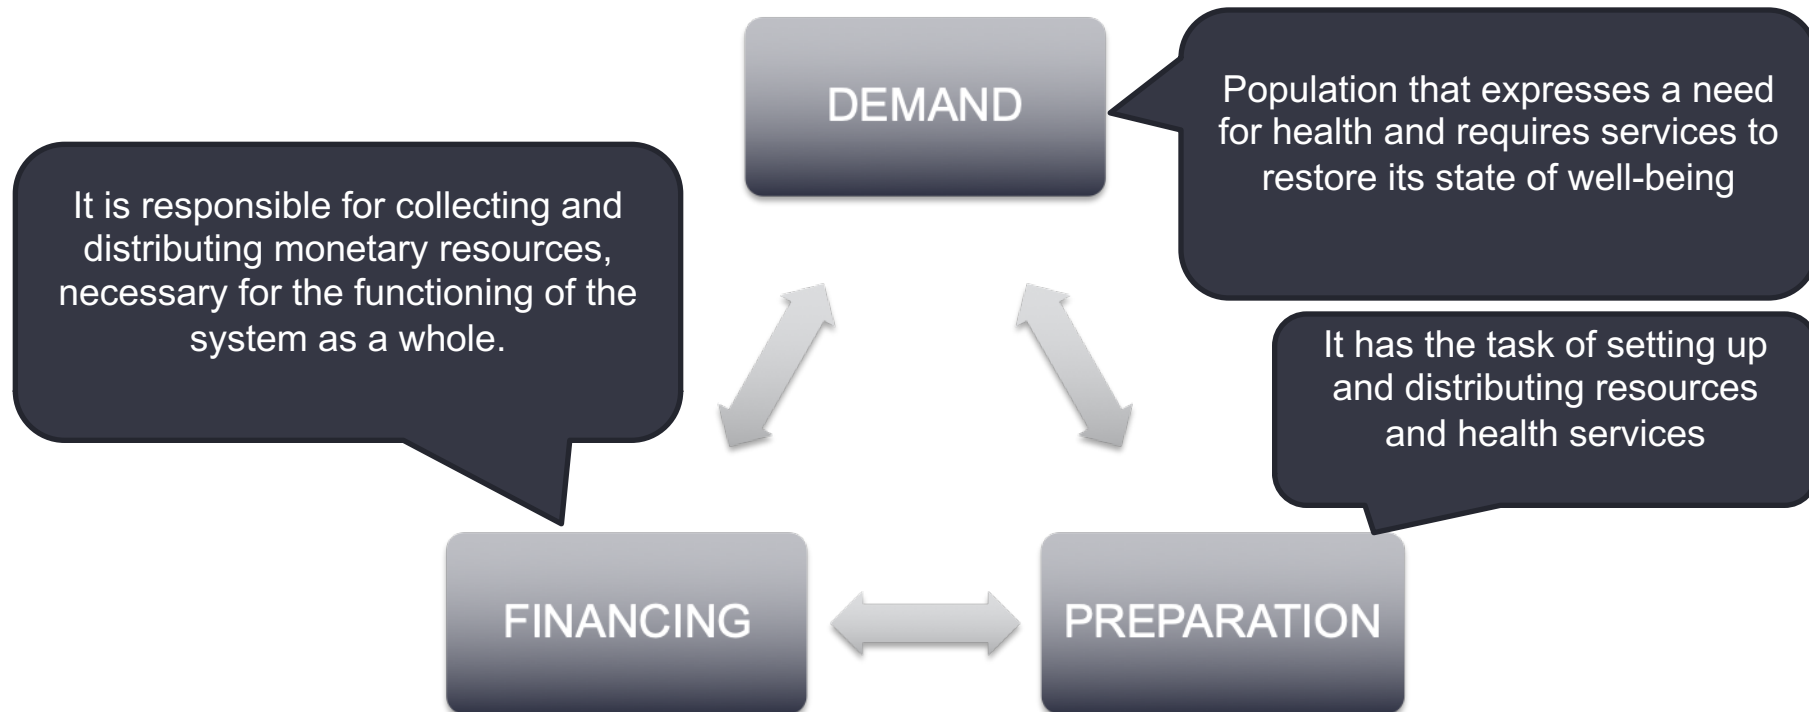 DEMAND
Population that expresses a need
for health and requires services to
restore its state of well-being
It is responsible for collecting and
distributing monetary resources,
necessary for the functioning of the
system as a whole.
It has the task of setting up
and distributing resources
and health services
FINANCING
PREPARATION